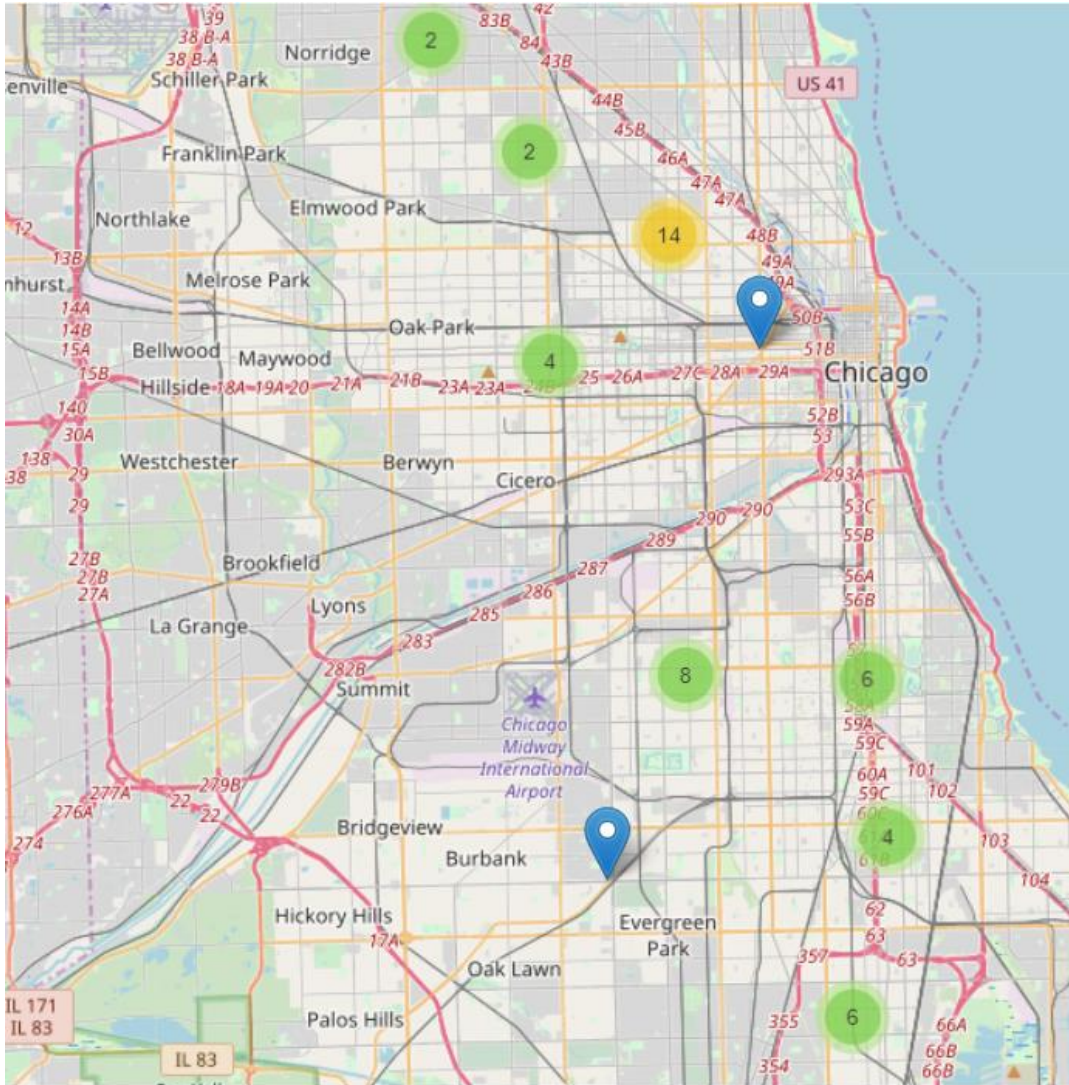 39
38 B-A
38 B-A
2
83B
42
84
43B
Norridge
Schiller Park
US 41
44B
45B
46A
47A
47A
2
Franklin Park
Elmwood Park
Northlake
12
13B
14
48B
49A
Melrose Park
14A
14B
15A
15B
50B
51B
Oak Park
Bellwood
Maywood
Hillside
18A
19A
20
21A
21B
23A
23A
4
25
26A
27C
28A
29A
Chicago
140
30A
138
38
29
29
52B
53
Westchester
Berwyn
Cicero
293A
290
290
53C
55B
289
287
286
285
283
282B
Brookfield
27B
27B
27A
56A
56B
Lyons
La Grange
Summit
8
6
Chicago
Midway
International
Airport
59A
59C
60A
59C
101
102
103
104
279B
277A
276A
274
22
22
Bridgeview
Burbank
4
61B
62
63
63
Hickory Hills
17A
Evergreen
Park
Oak Lawn
357
355
354
6
66A
66B
66B
IL 171
IL 83
Palos Hills
IL 83